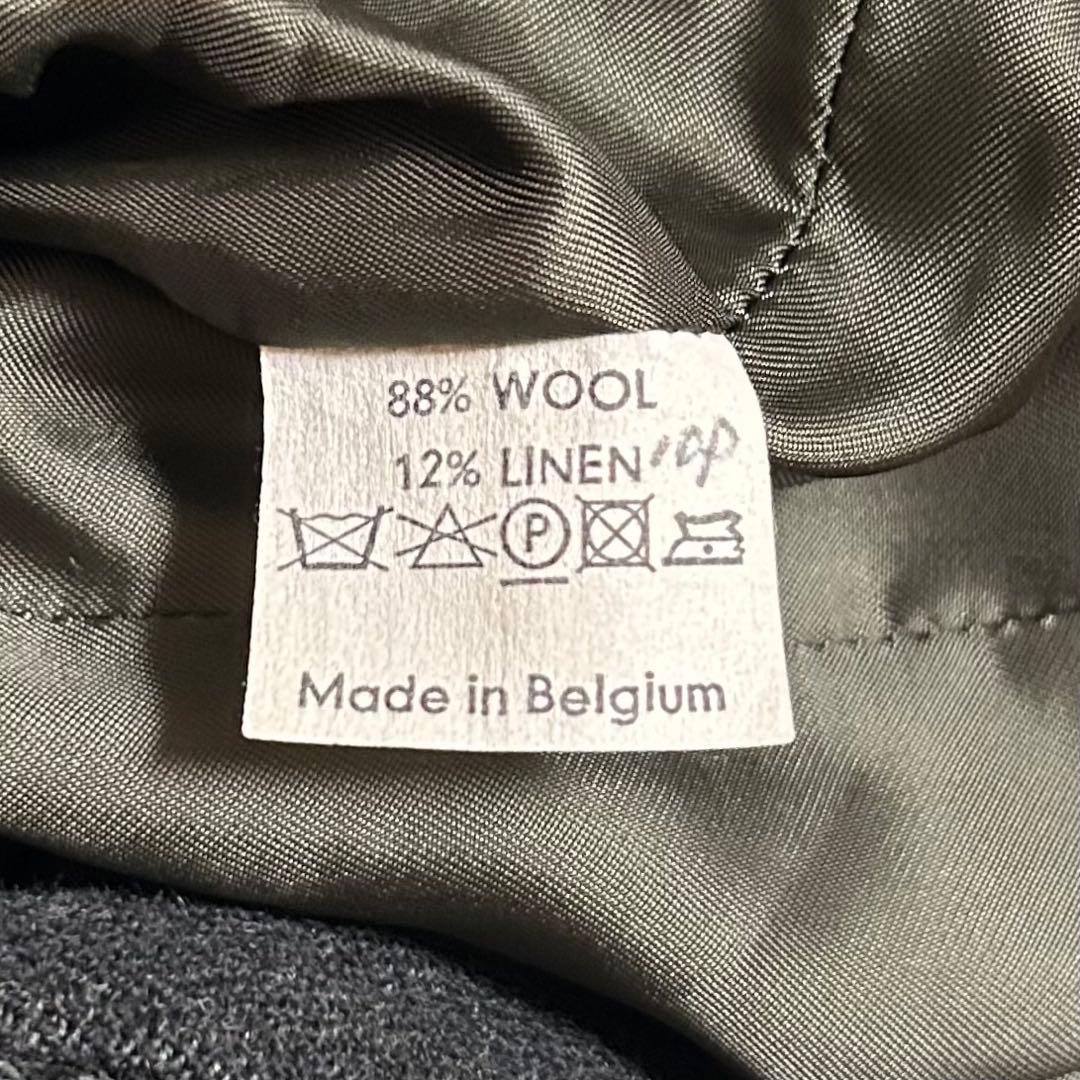 88% WOOL
12% LINEN
P
Made in Belgium